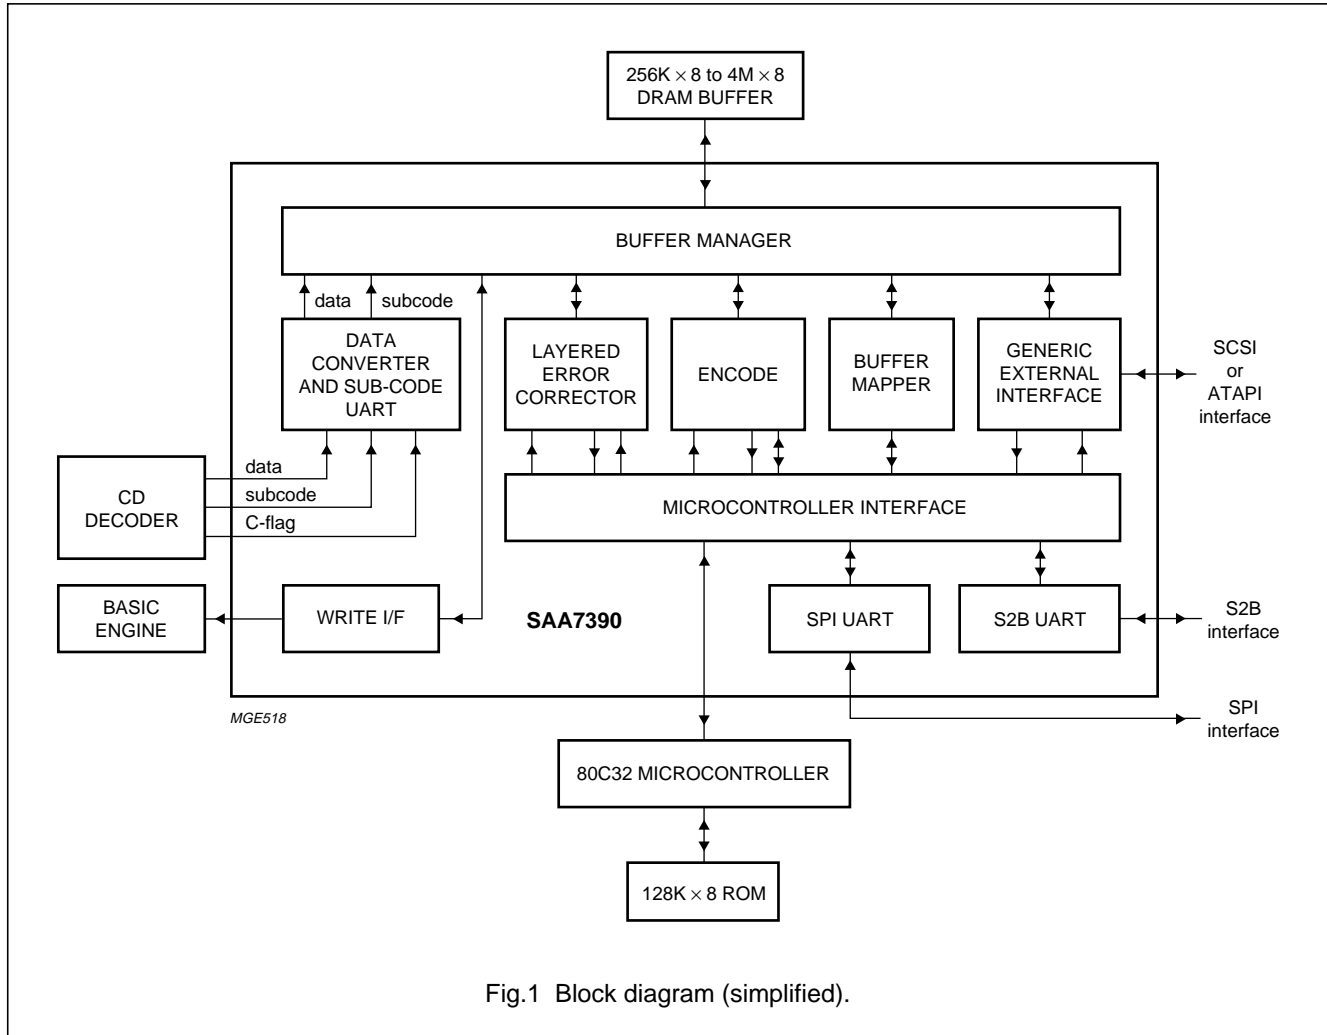 256K × 8 to 4M × 8
DRAM BUFFER
BUFFER MANAGER
data
subcode
DATA
CONVERTER
AND SUB-CODE
UART
LAYERED
ERROR
CORRECTOR
ENCODE
BUFFER
MAPPER
GENERIC
EXTERNAL
INTERFACE
SCSI
or
ATAPI
interface
CD
DECODER
data
subcode
C-flag
MICROCONTROLLER INTERFACE
BASIC
ENGINE
WRITE I/F
SAA7390
SPI UART
S2B UART
S2B
interface
SPI
interface
MGE518
80C32 MICROCONTROLLER
128K × 8 ROM
Fig.1 Block diagram (simplified).